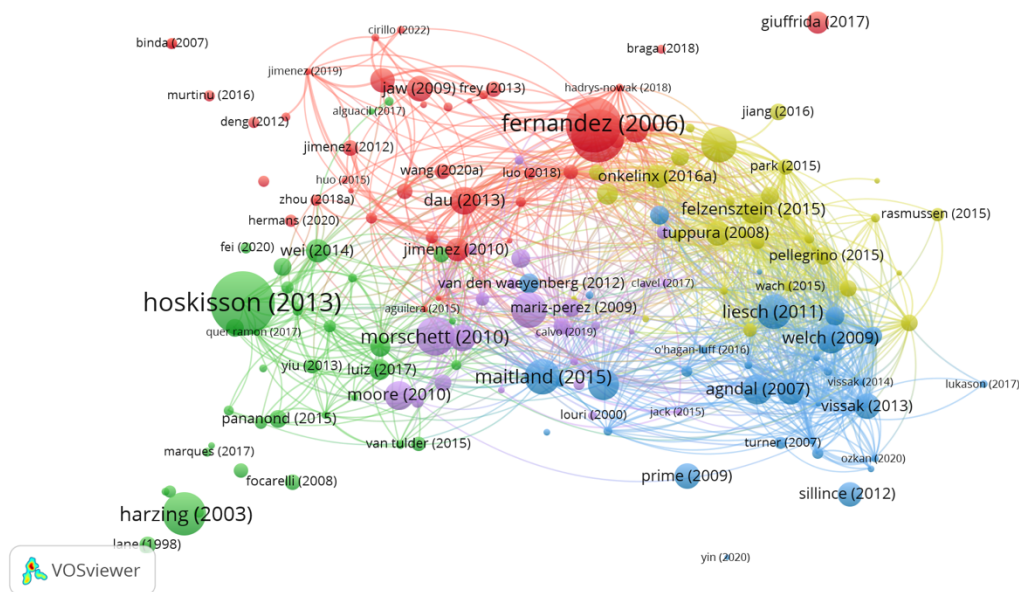 cirillo (2022)
giuffrida (2017)
binda (2007)
braga (2018)
jimenez (2019)
jaw (2009)
frey (2013)
hadrys-nowak (2018)
murtinu (2016)
alguacil (2017)
jiang (2016)
deng (2012)
fernandez (2006)
jimenez (2012)
wang (2020a)
luo (2018)
onkelinx (2016a)
park (2015)
huo (2015)
zhou (2018a)
dau (2013)
felzensztein (2015)
rasmussen (2015)
hermans (2020)
tuppura (2008)
fei (2020)
wei (2014)
jimenez (2010)
pellegrino (2015)
van den waeyenberg (2012)
clavel (2017)
wach (2015)
hoskisson (2013)
aguilera (2015)
mariz-perez (2009)
liesch (2011)
quer ramon (2017)
morschett (2010)
calvo (2019)
welch (2009)
o'hagan-luff (2016)
yiu (2013)
luiz (2017)
maitland (2015)
agndal (2007)
vissak (2014)
lukason (2017)
moore (2010)
vissak (2013)
pananond (2015)
louri (2000)
jack (2015)
marques (2017)
van tulder (2015)
turner (2007)
ozkan (2020)
focarelli (2008)
prime (2009)
sillince (2012)
harzing (2003)
lane (1998)
yin (2020)
VOSviewer